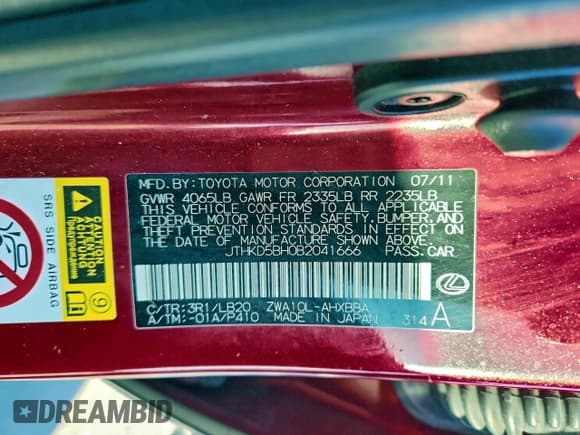 MFD.BY:TOYOTA MOTOR CORPORATION 07/11
GVWR 4065LB GAWR FR 2335LB RR 2235LB
THIS VEHICLE CONFORMS TO ALL APPLICABLE
FEDERAL MOTOR VEHICLE SAFETY, BUMPER, AND
THEFT PREVENTION STANDARDS IN EFFECT ON
THE DATE OF MANUFACTURE SHOWN ABOVE.
JTHKD5BH0B2041666 PASS.CAR
C/TR:3R1/LB20 ZWA10L-AHXBBA
A/TM:-01A/P410 MADE IN JAPAN 314 A
SRS SIDE AIRBAG
ACHTUNG
ATTENTION
9
DREAMBID